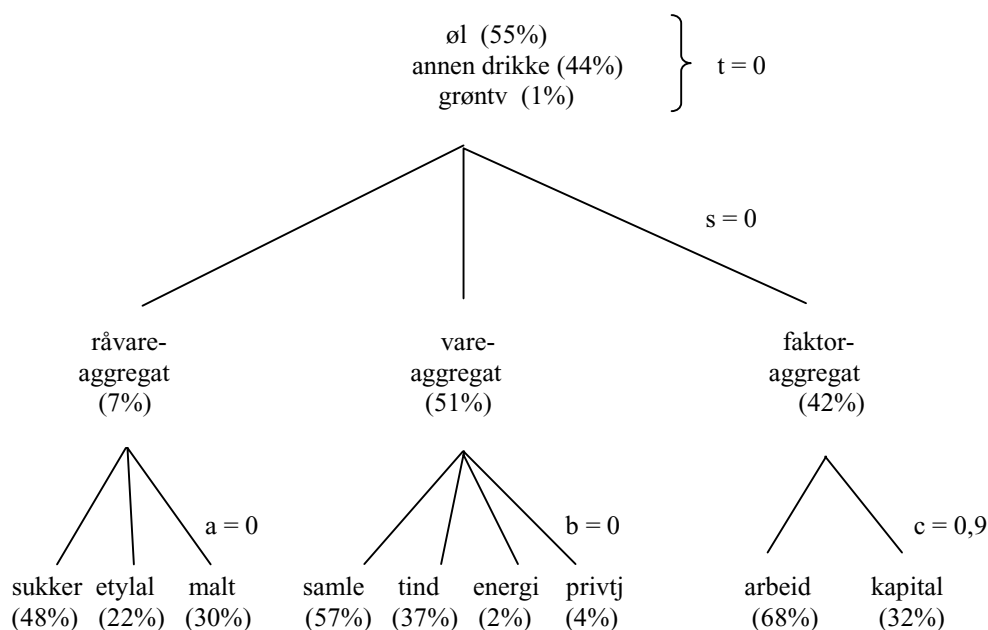 øl (55%)
annen drikke (44%)
grøntv (1%)
t = 0
s = 0
råvare-
aggregat
(7%)
vare-
aggregat
(51%)
faktor-
aggregat
(42%)
a = 0
b = 0
c = 0,9
sukker etylal malt samle tind energi privtj arbeid kapital
(48%) (22%) (30%) (57%) (37%) (2%) (4%) (68%) (32%)